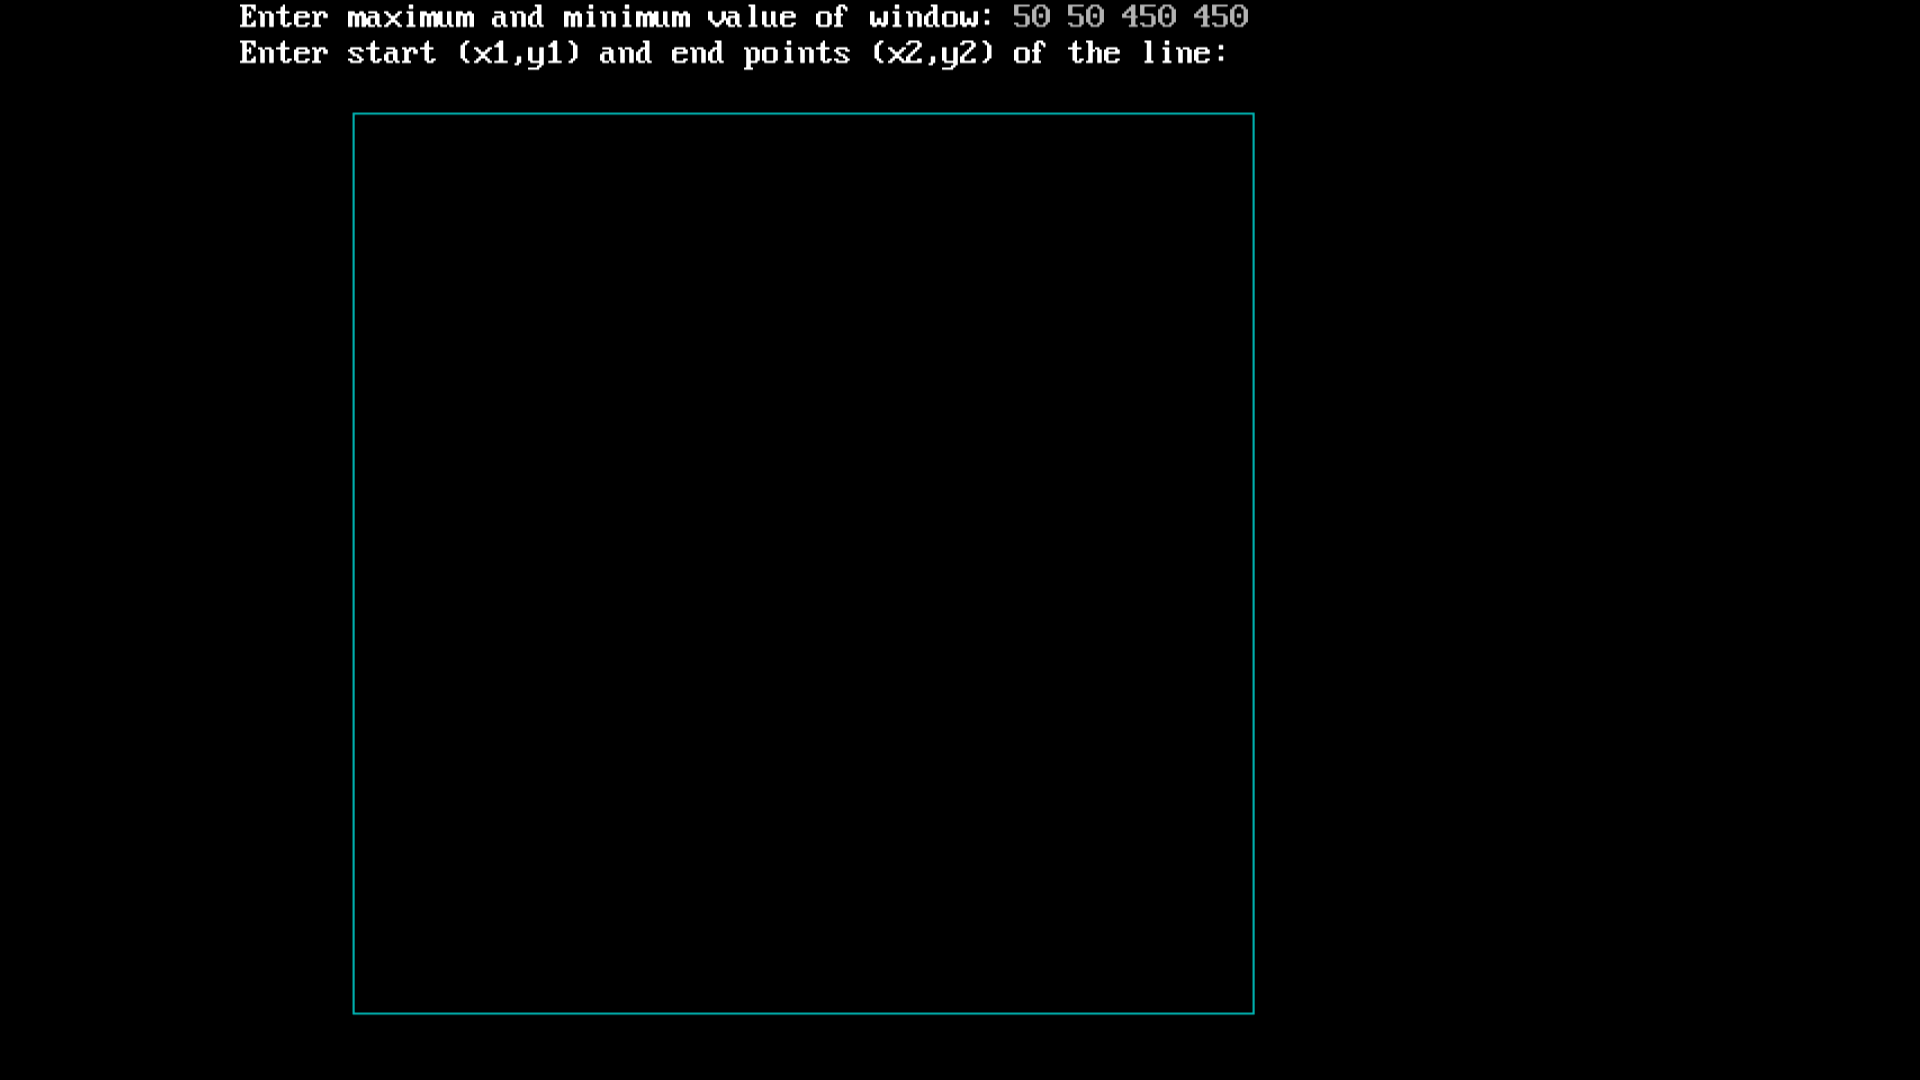 Enter maximum and minimum value of window: 50 50 450 450
Enter start (x1,y1) and end points (x2,y2) of the line: